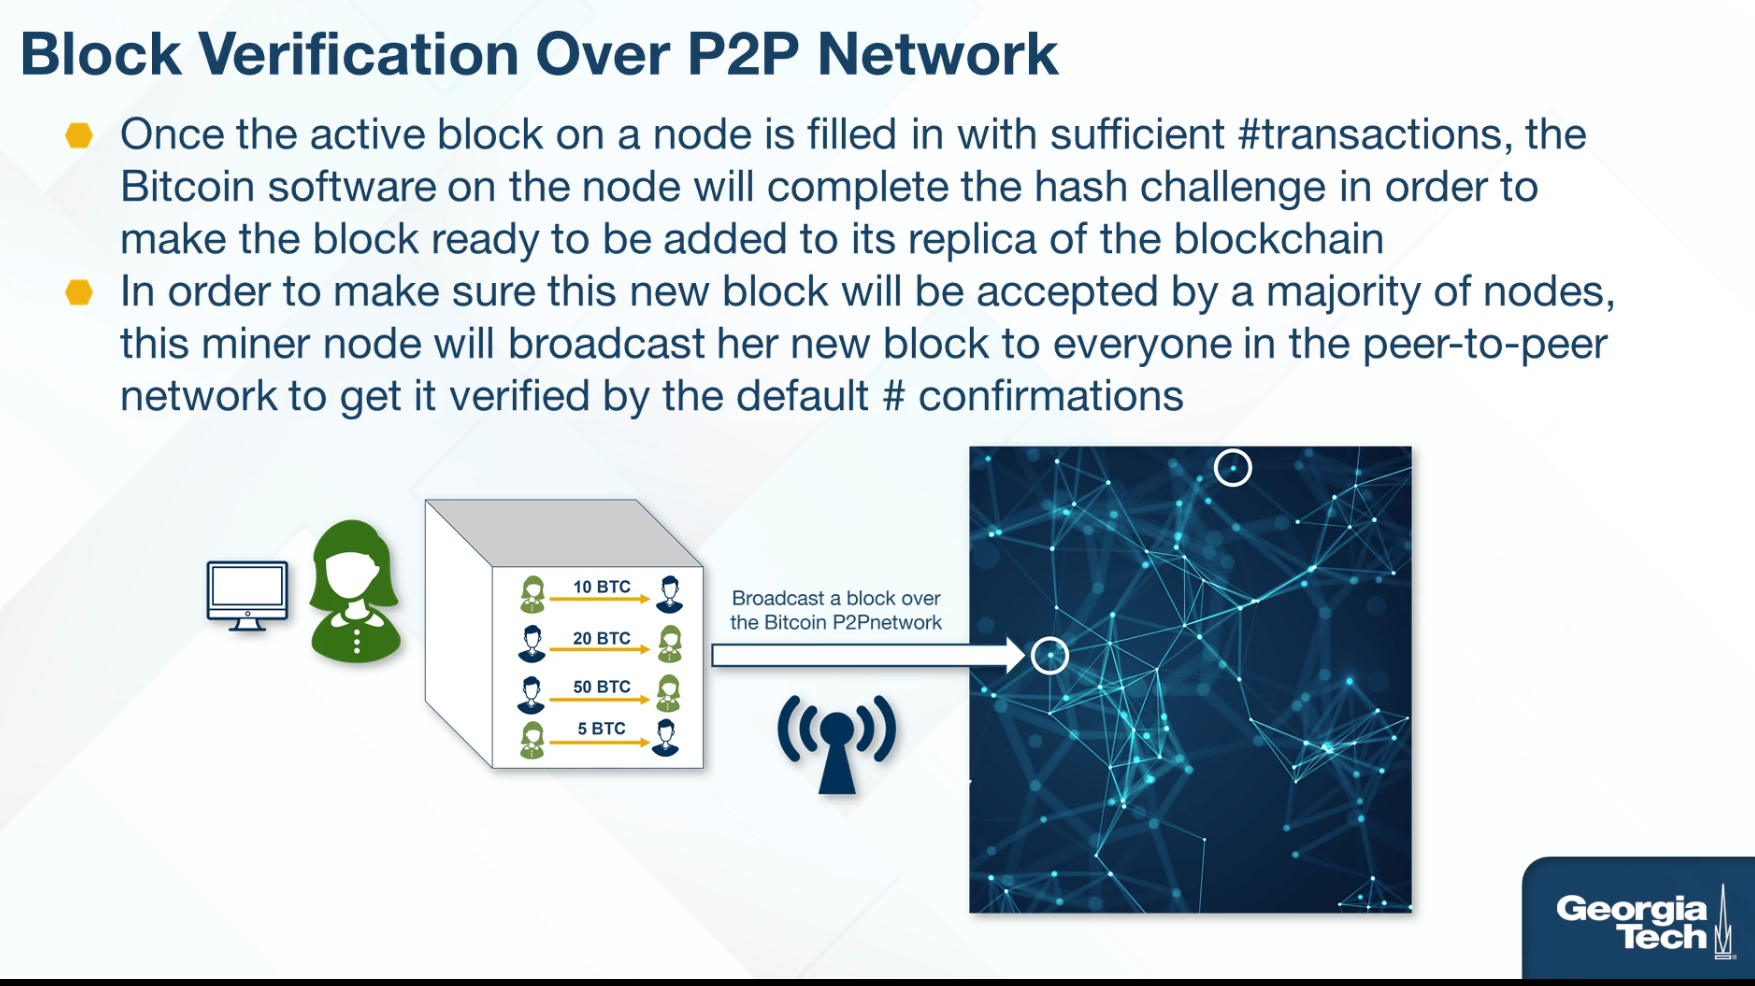 Block Verification Over P2P Network
Once the active block on a node is filled in with sufficient #transactions, the
Bitcoin software on the node will complete the hash challenge in order to
make the block ready to be added to its replica of the blockchain
In order to make sure this new block will be accepted by a majority of nodes,
this miner node will broadcast her new block to everyone in the peer-to-peer
network to get it verified by the default # confirmations
10 BTC
20 BTC
50 BTC
5 BTC
Broadcast a block over
the Bitcoin P2Pnetwork
Georgia
Tech